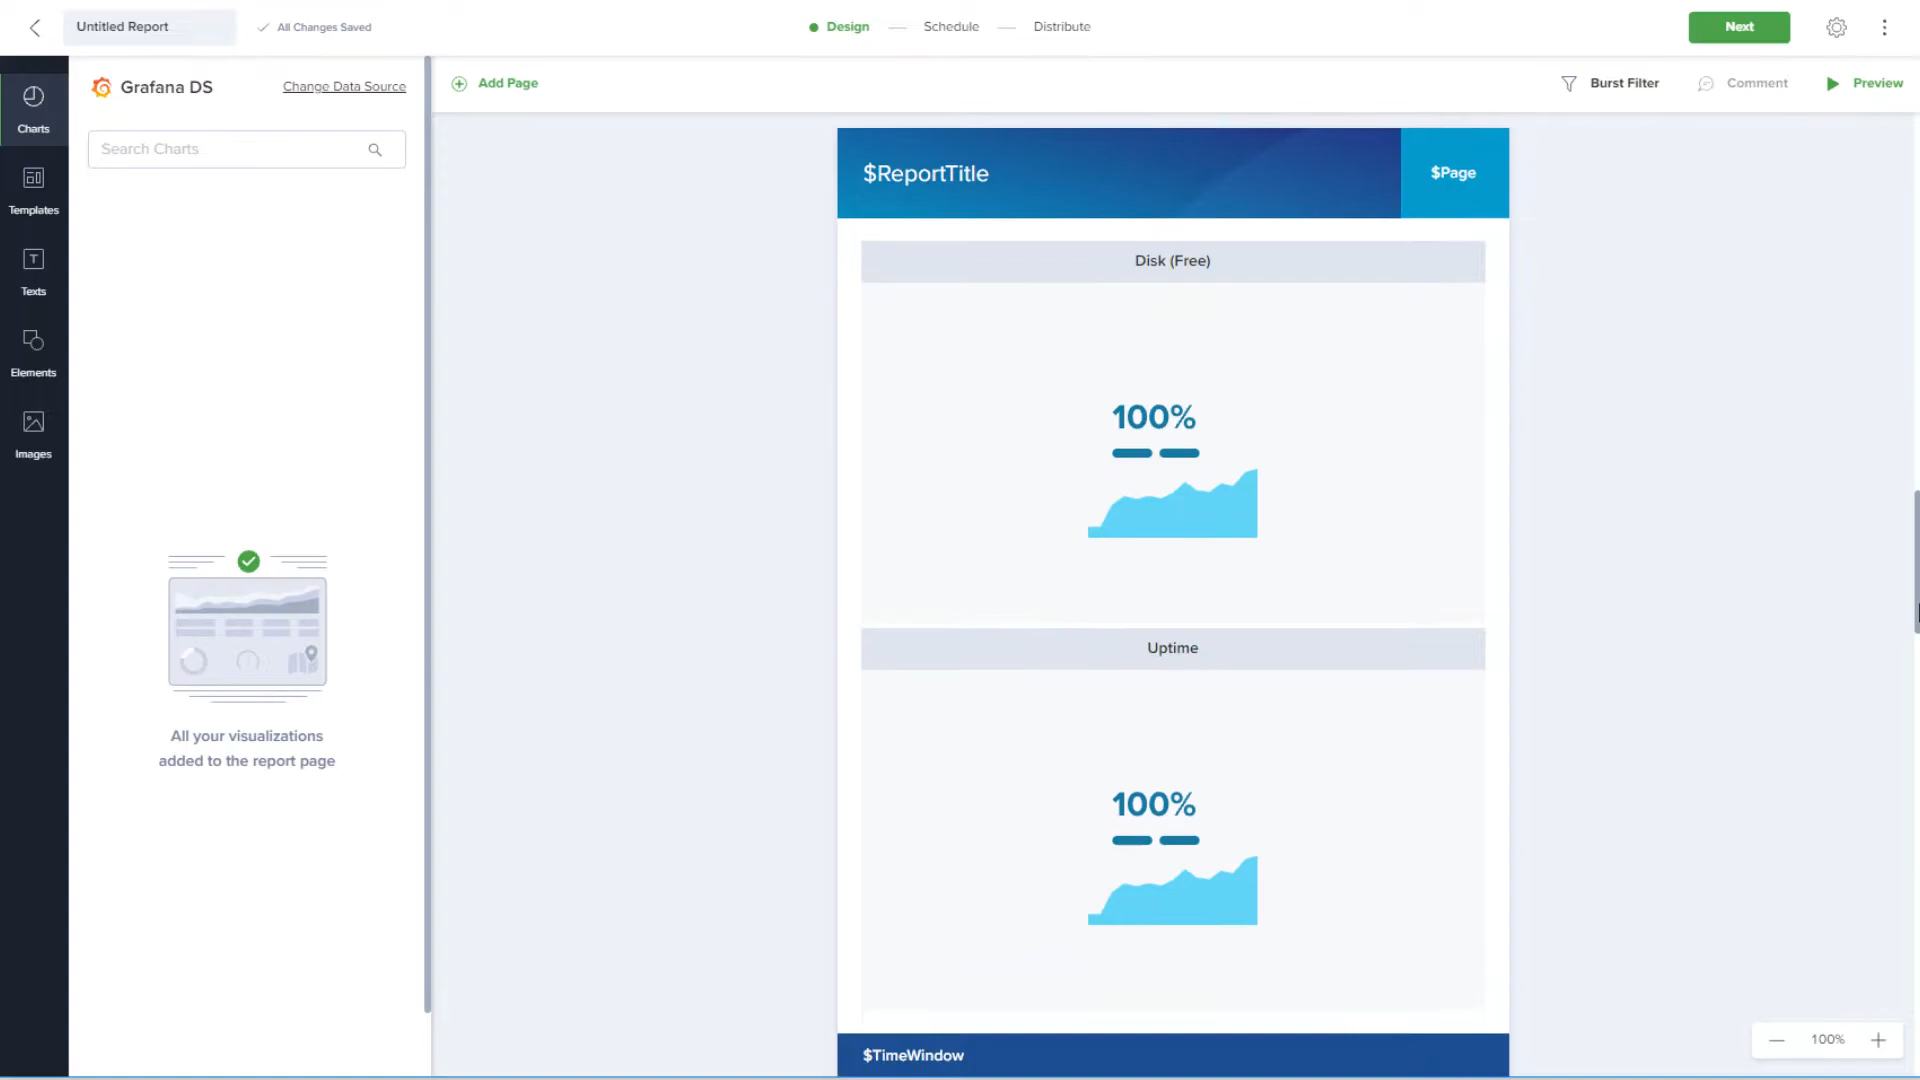 Untitled Report
All Changes Saved
Design
Schedule
Distribute
Next
Charts
Templates
Texts
Elements
Images
Grafana DS
Change Data Source
Search Charts
All your visualizations
added to the report page
Add Page
Burst Filter
Comment
Preview
$ReportTitle
$Page
Disk (Free)
100%
Uptime
100%
$TimeWindow
100%